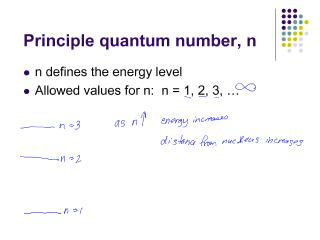 Principle quantum number, n
n defines the energy level
Allowed values for n: n = 1, 2, 3, … ∞
n=3 as n↑ energy increases
distance from nucleus increases
n=2
n=1